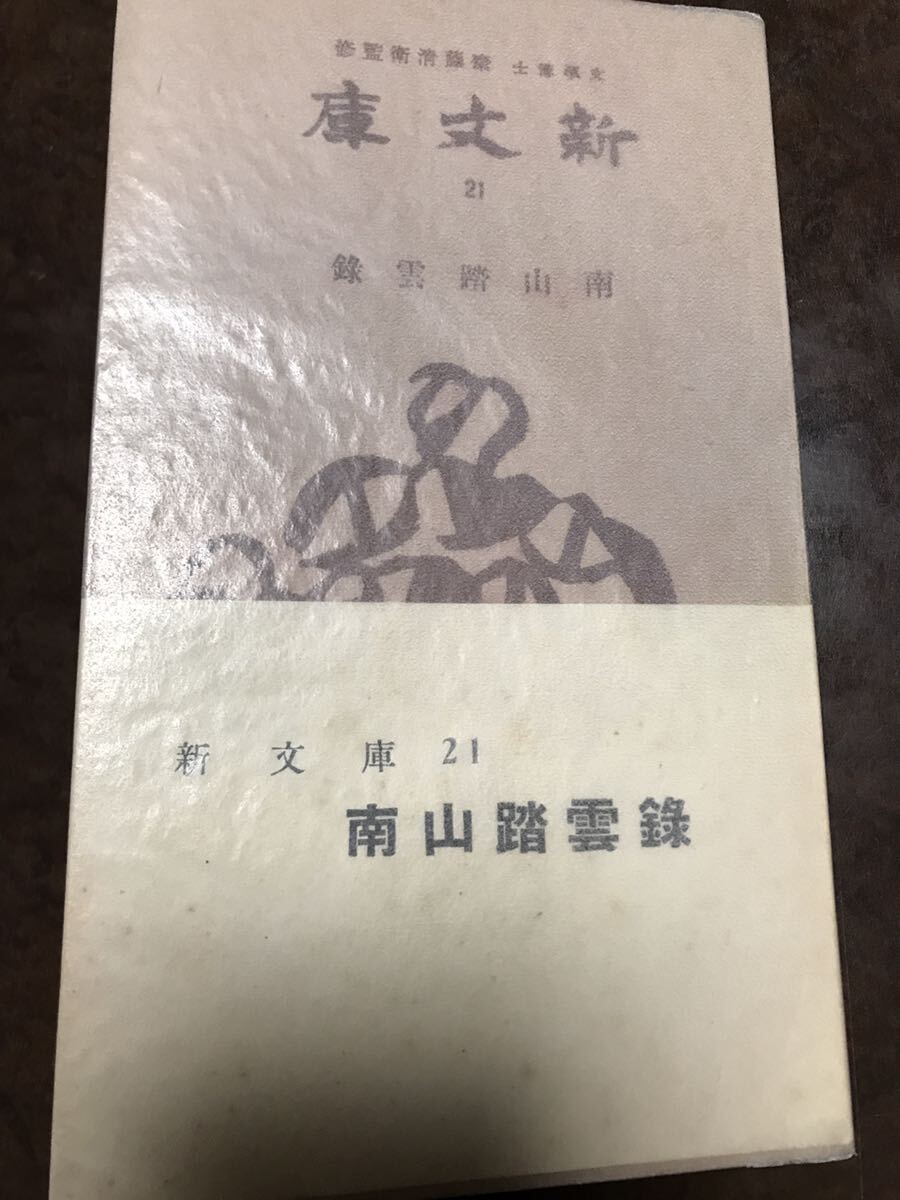 文學博士 齋藤清衛監修
新文庫
21
南山踏雲錄
新文庫 21
南山踏雲錄